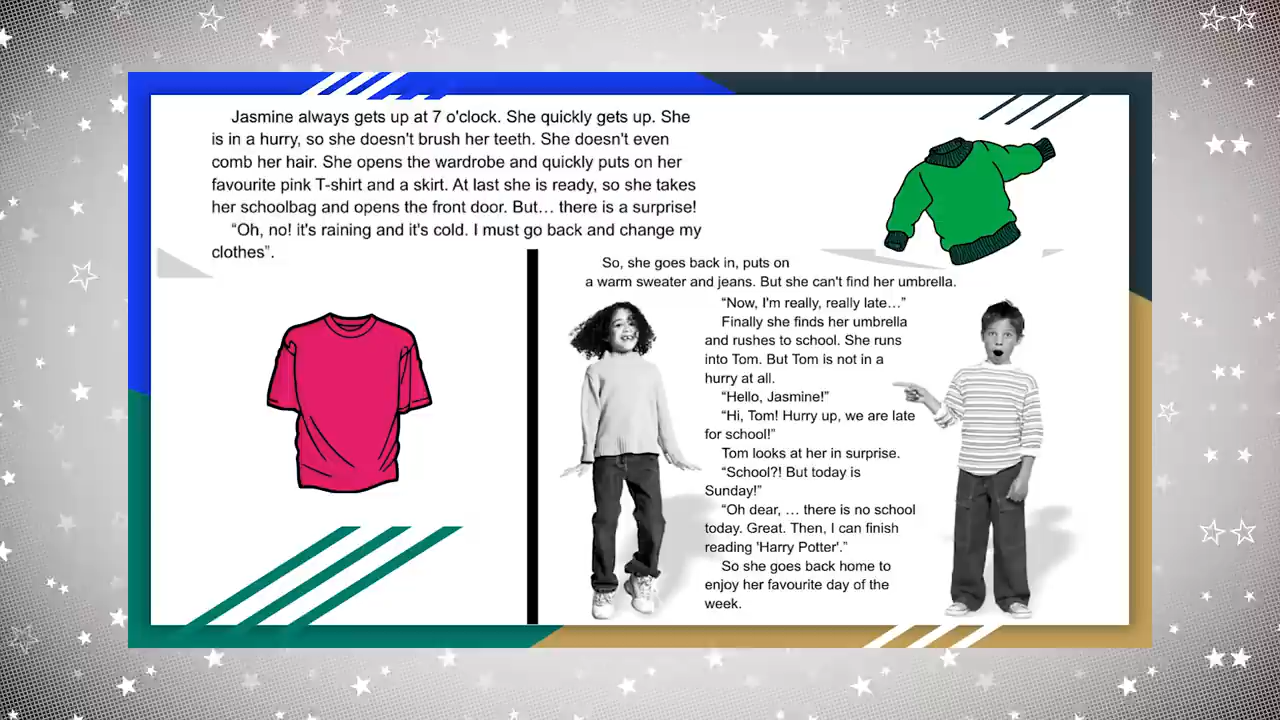 Jasmine always gets up at 7 o'clock. She quickly gets up. She
is in a hurry, so she doesn't brush her teeth. She doesn't even
comb her hair. She opens the wardrobe and quickly puts on her
favourite pink T-shirt and a skirt. At last she is ready, so she takes
her schoolbag and opens the front door. But… there is a surprise!
“Oh, no! it's raining and it's cold. I must go back and change my
clothes”.
So, she goes back in, puts on
a warm sweater and jeans. But she can't find her umbrella.
“Now, I'm really, really late…”
Finally she finds her umbrella
and rushes to school. She runs
into Tom. But Tom is not in a
hurry at all.
“Hello, Jasmine!”
“Hi, Tom! Hurry up, we are late
for school!”
Tom looks at her in surprise.
“School?! But today is
Sunday!”
“Oh dear, … there is no school
today. Great. Then, I can finish
reading 'Harry Potter'.”
So she goes back home to
enjoy her favourite day of the
week.